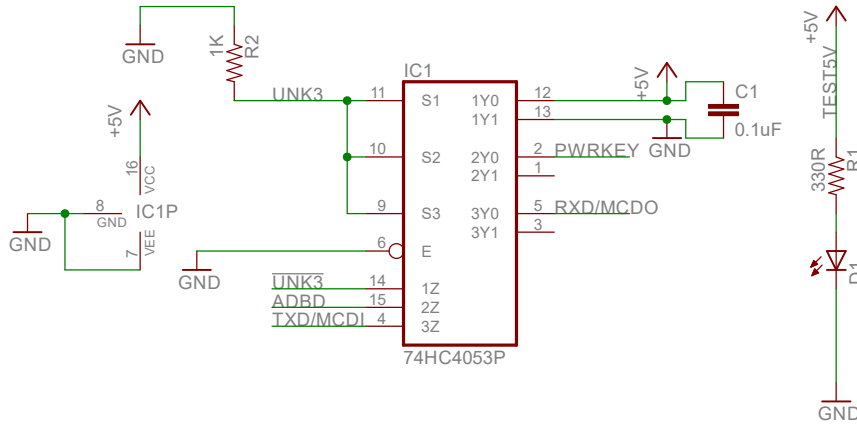 GND
1K
R2
UNK3
+5V
16
VCC
8
GND
IC1P
7
VEE
GND
GND
IC1
11
S1
10
S2
9
S3
6
E
UNK3
14
1Z
ADBD
15
2Z
TXD/MCDI
4
3Z
74HC4053P
1Y0
12
1Y1
13
2Y0
2
PWRKEY
2Y1
1
3Y0
5
RXD/MCDO
3Y1
3
+5V
GND
C1
0.1uF
+5V
TEST5V
330R
R1
D1
GND